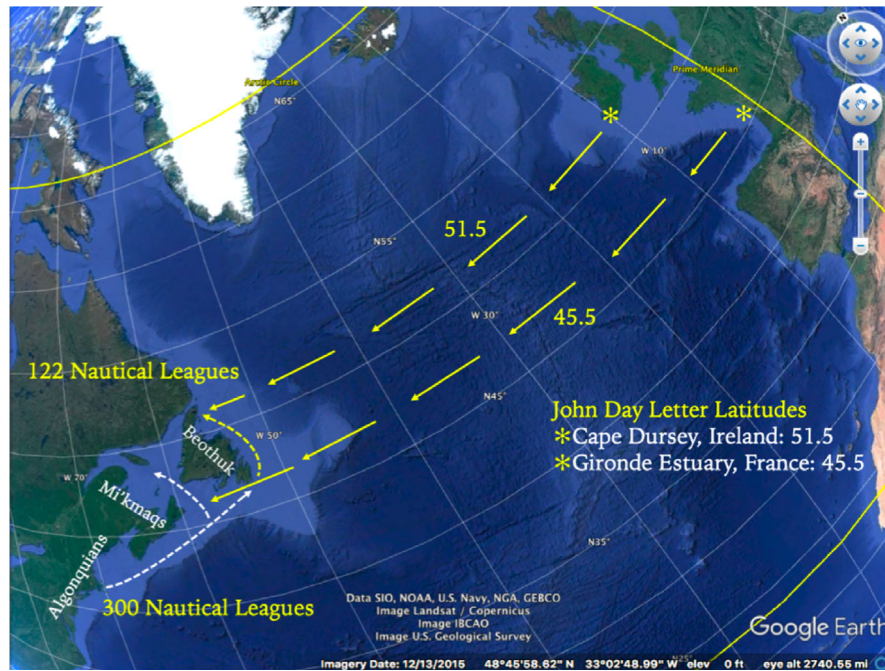 N
Arctic Circle
N65°
Prime Meridian
W 10°
51.5
N55°
W 30°
45.5
122 Nautical Leagues
N45°
John Day Letter Latitudes
*Cape Dursey, Ireland: 51.5
*Gironde Estuary, France: 45.5
Beothuk
W 50°
W 70°
Mi'kmaqs
Algonquians
N35°
300 Nautical Leagues
Data SIO, NOAA, U.S. Navy, NGA, GEBCO
Image Landsat / Copernicus
Image IBCAO
Image U.S. Geological Survey
Google Earth
N25°
Imagery Date: 12/13/2015 48°45'58.62" N 33°02'48.99" W elev 0 ft eye alt 2740.55 mi